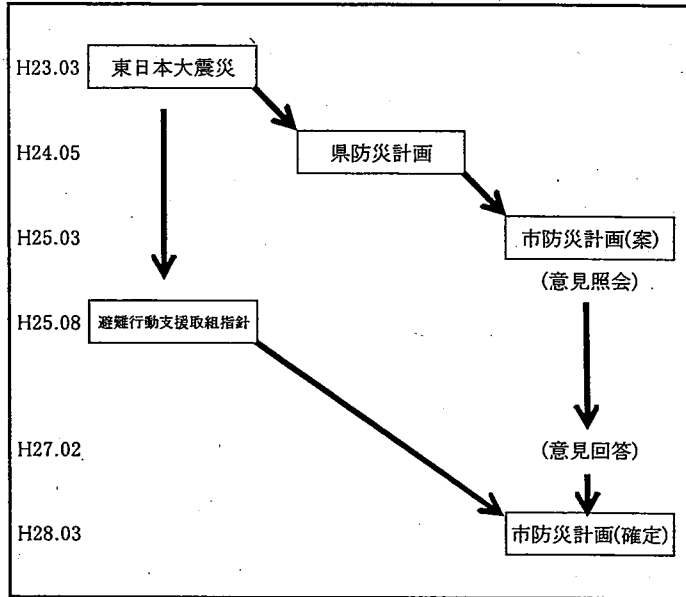 H23.03 東日本大震災
H24.05 県防災計画
H25.03 市防災計画(案)
(意見照会)
H25.08 避難行動支援取組指針
H27.02 (意見回答)
H28.03 市防災計画(確定)